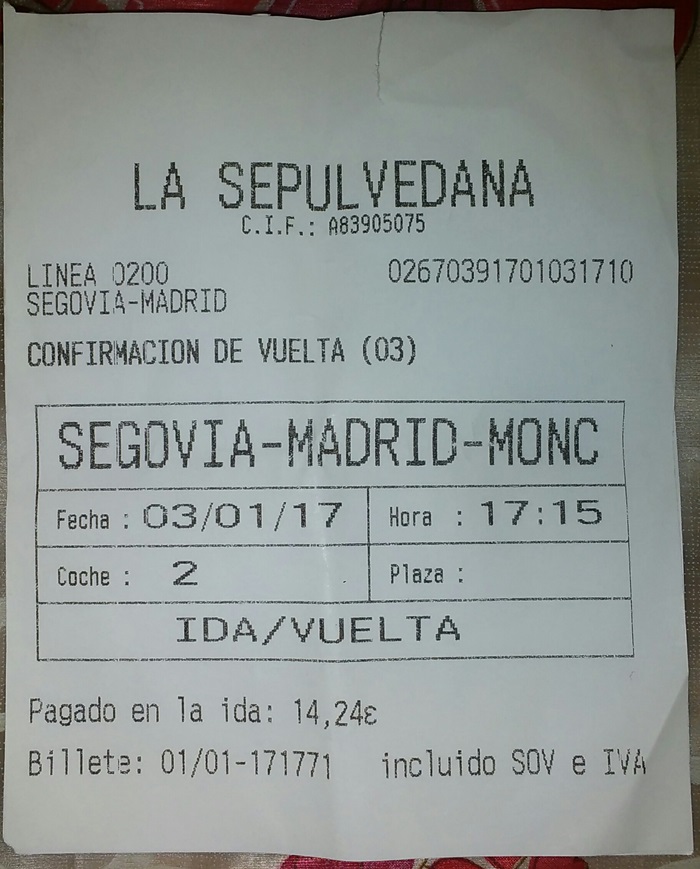 LA SEPULVEDANA
C.I.F.: A83905075
LINEA 0200 02670391701031710
SEGOVIA-MADRID
CONFIRMACION DE VUELTA (03)
SEGOVIA-MADRID-MONC
Fecha : 03/01/17 Hora : 17:15
Coche : 2 Plaza :
IDA/VUELTA
Pagado en la ida: 14,24€
Billete: 01/01-171771 incluido SOV e IVA